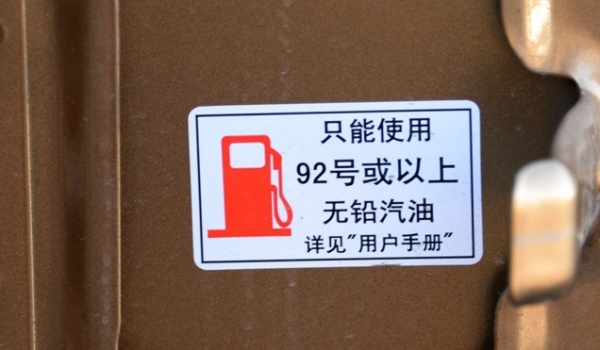 只能使用
92号或以上
无铅汽油
详见"用户手册"